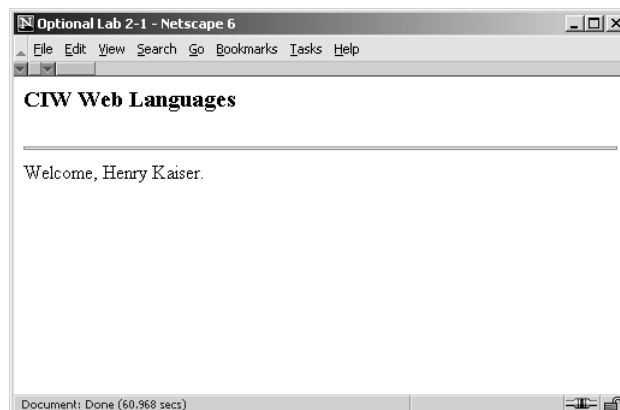 Optional Lab 2-1 - Netscape 6
File Edit View Search Go Bookmarks Tasks Help
CIW Web Languages
Welcome, Henry Kaiser.
Document: Done (60.968 secs)